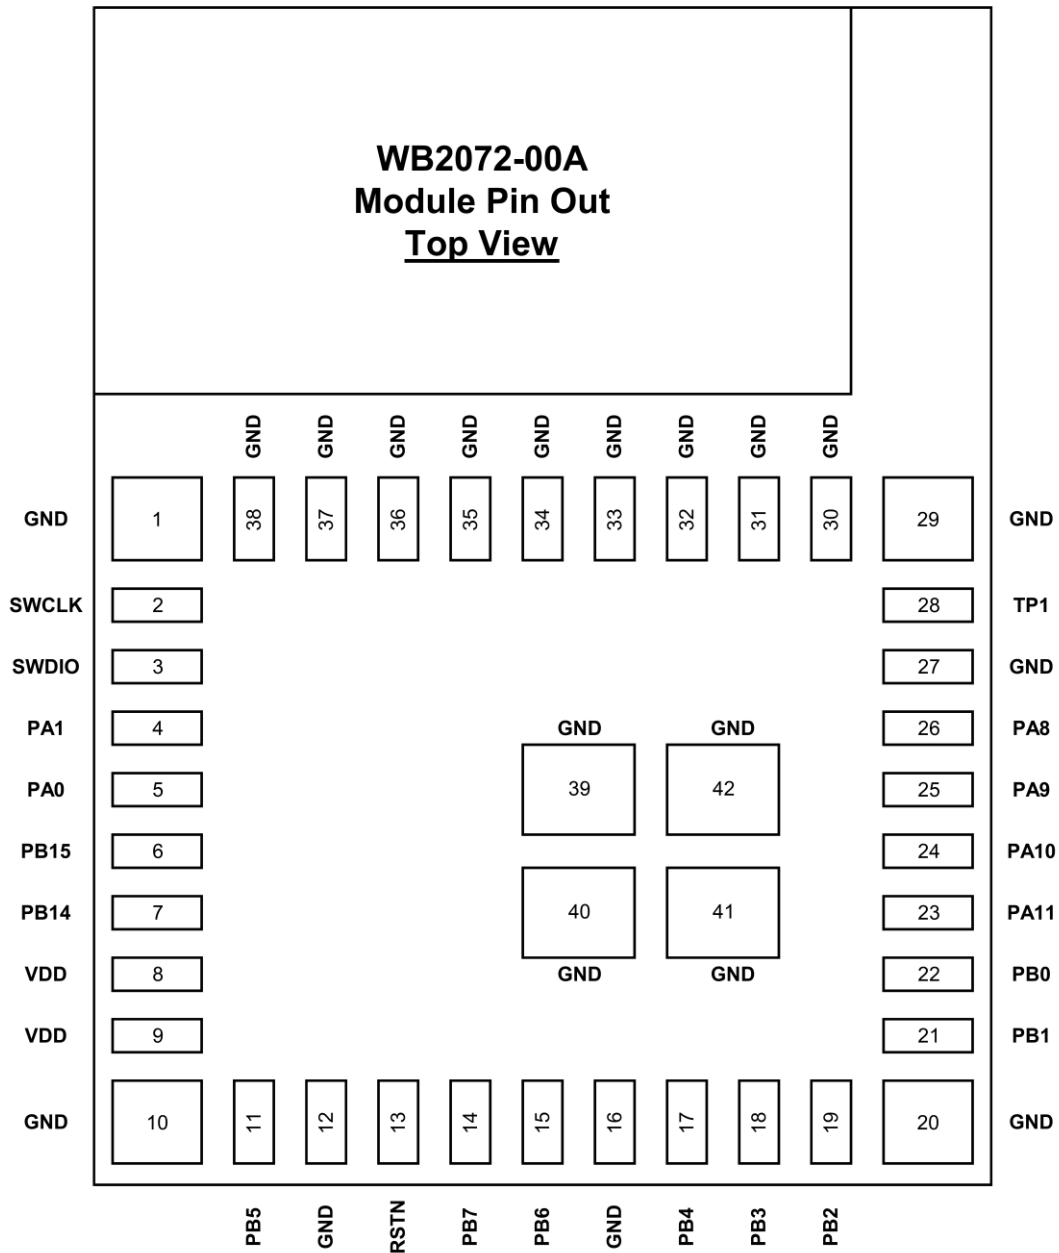 WB2072-00A
Module Pin Out
Top View
GND GND GND GND GND GND GND GND GND
GND 1 38 37 36 35 34 33 32 31 30 29 GND
SWCLK 2 28 TP1
SWDIO 3 27 GND
PA1 4 GND GND 26 PA8
PA0 5 39 42 25 PA9
PB15 6 24 PA10
PB14 7 40 41 23 PA11
VDD 8 GND GND 22 PB0
VDD 9 21 PB1
GND 10 11 12 13 14 15 16 17 18 19 20 GND
PB5 GND RSTN PB7 PB6 GND PB4 PB3 PB2